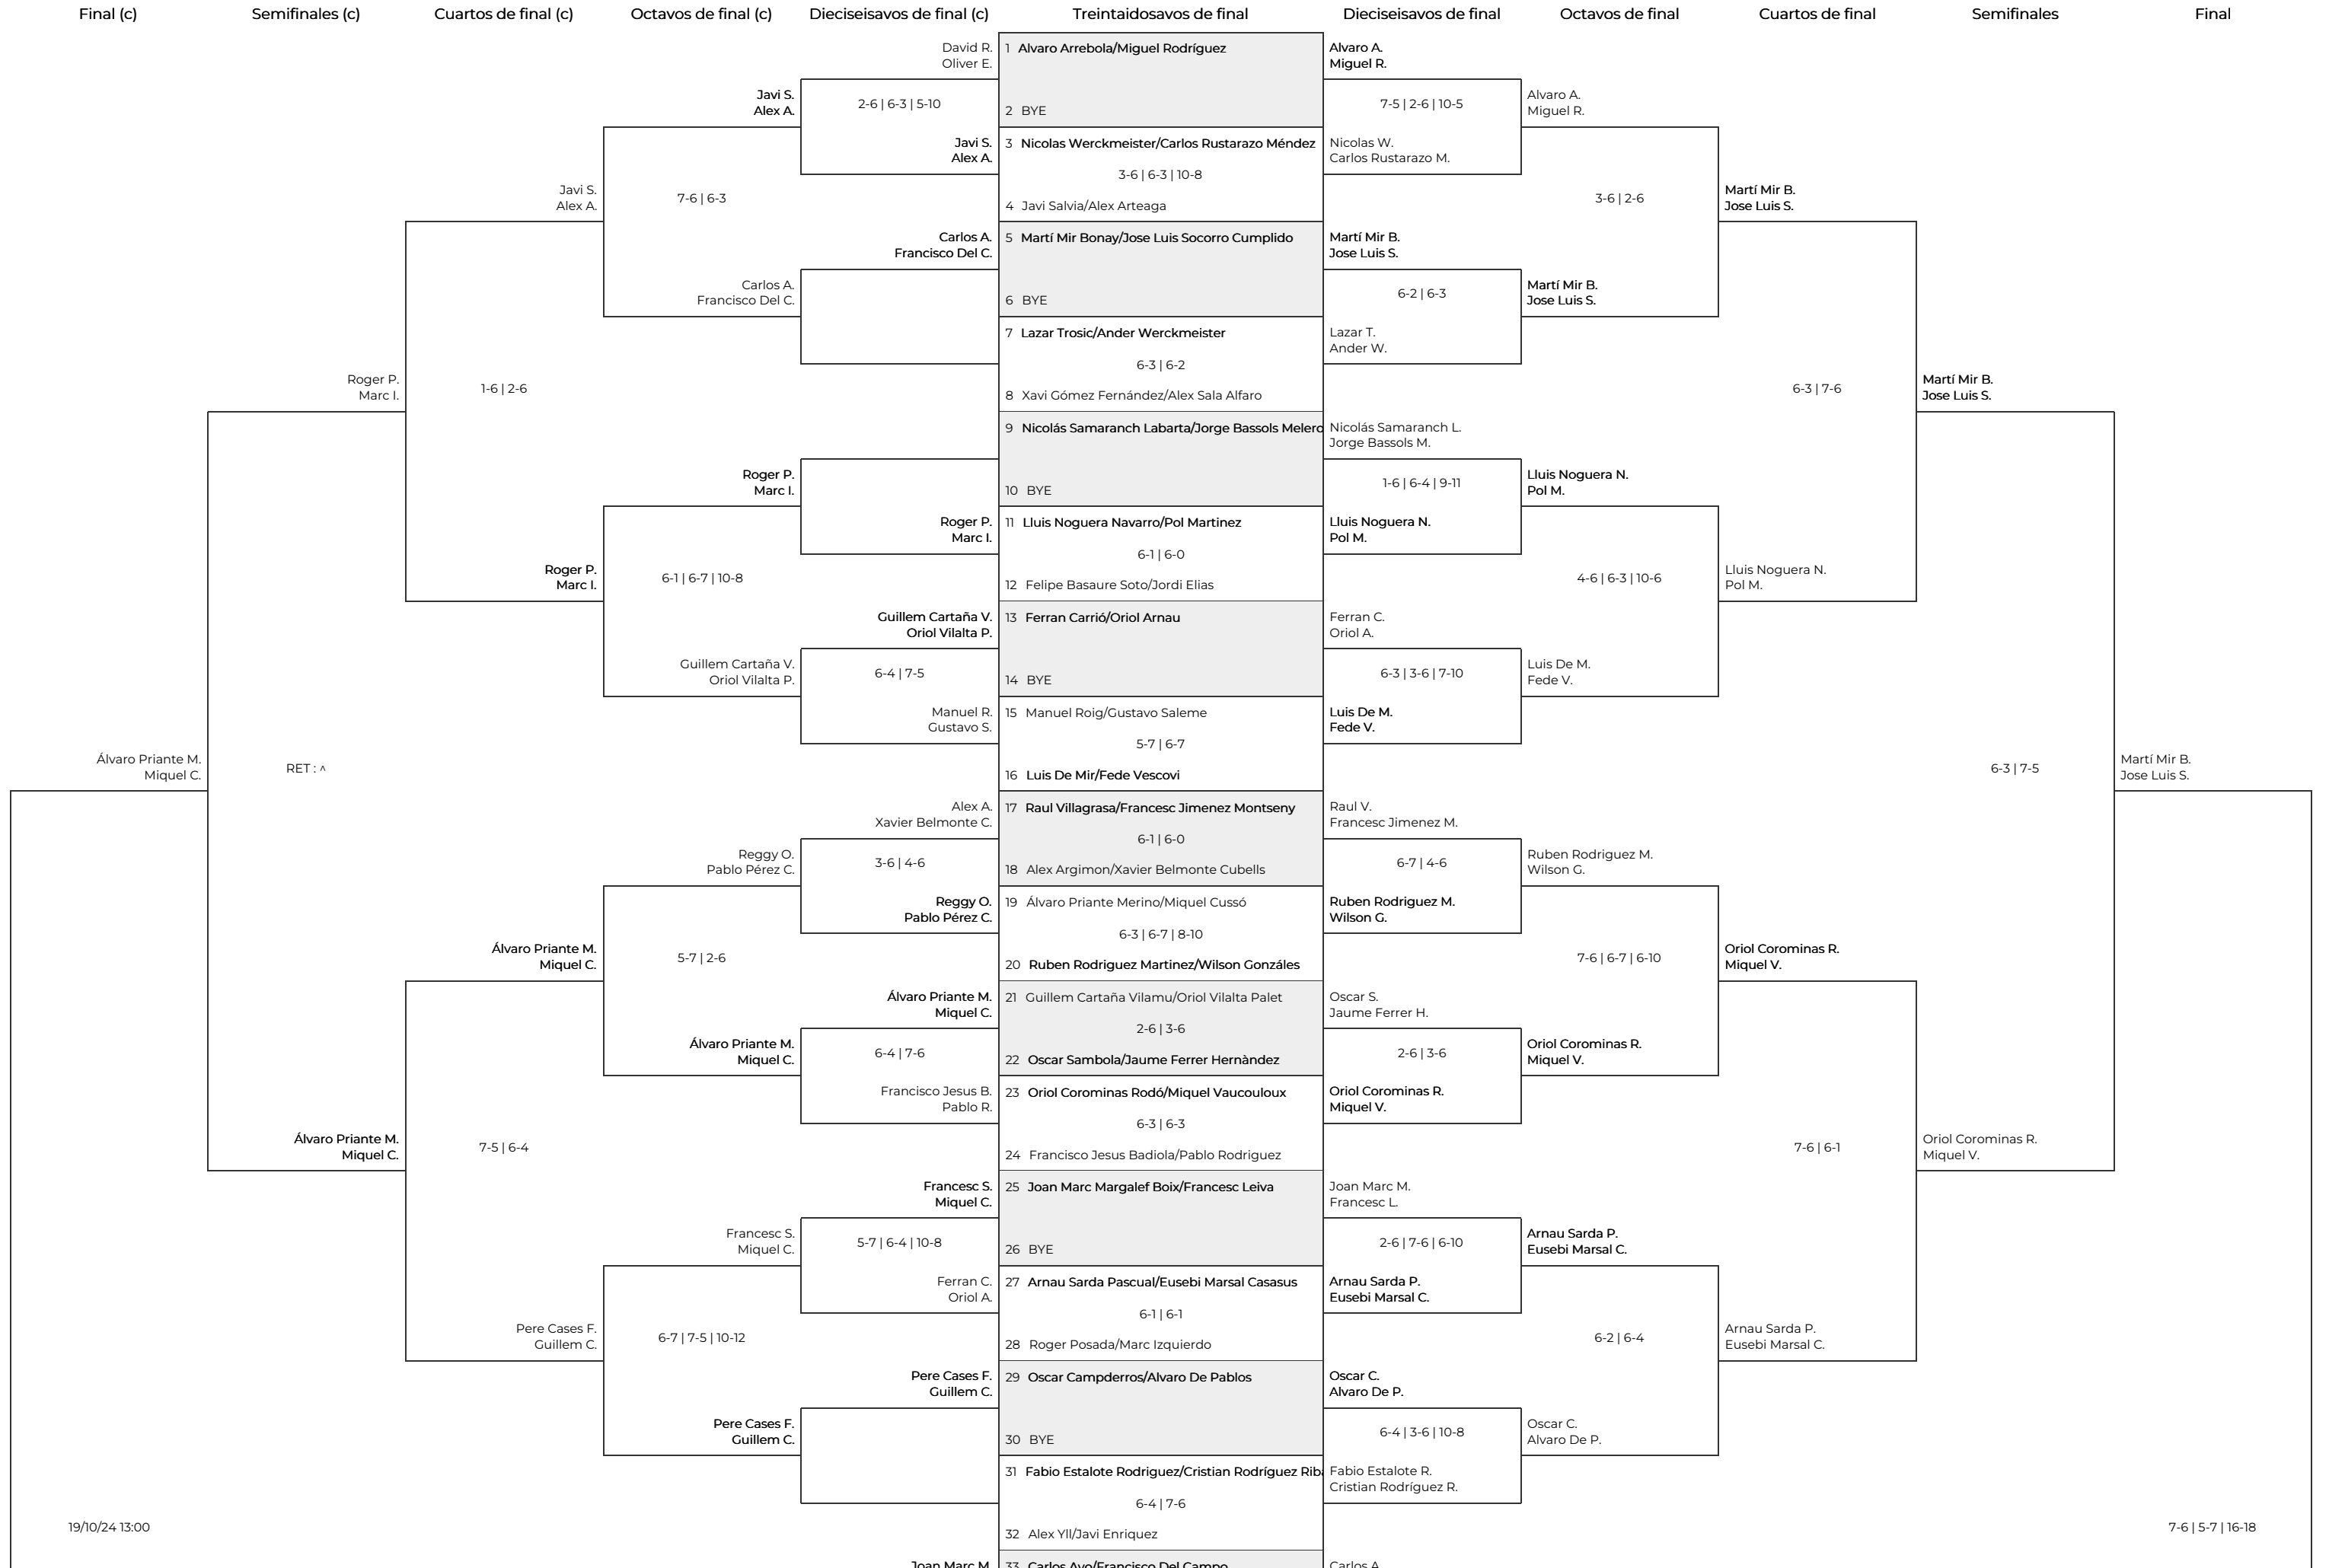 Final (c)
Semifinales (c)
Cuartos de final (c)
Octavos de final (c)
Dieciseisavos de final (c)
Treintaidosavos de final
Dieciseisavos de final
Octavos de final
Cuartos de final
Semifinales
Final
Álvaro Priante M.
Miquel C.
19/10/24 13:00
Roger P.
Marc I.
RET : ^
Álvaro Priante M.
Miquel C.
Javi S.
Alex A.
1-6 | 2-6
Roger P.
Marc I.
Álvaro Priante M.
Miquel C.
7-5 | 6-4
Pere Cases F.
Guillem C.
Javi S.
Alex A.
7-6 | 6-3
Carlos A.
Francisco Del C.
Roger P.
Marc I.
6-1 | 6-7 | 10-8
Guillem Cartaña V.
Oriol Vilalta P.
Reggy O.
Pablo Pérez C.
5-7 | 2-6
Álvaro Priante M.
Miquel C.
Francesc S.
Miquel C.
6-7 | 7-5 | 10-12
Pere Cases F.
Guillem C.
David R.
Oliver E.
2-6 | 6-3 | 5-10
Javi S.
Alex A.
Carlos A.
Francisco Del C.
Roger P.
Marc I.
Guillem Cartaña V.
Oriol Vilalta P.
6-4 | 7-5
Manuel R.
Gustavo S.
Alex A.
Xavier Belmonte C.
3-6 | 4-6
Reggy O.
Pablo Pérez C.
Álvaro Priante M.
Miquel C.
6-4 | 7-6
Francisco Jesus B.
Pablo R.
Francesc S.
Miquel C.
5-7 | 6-4 | 10-8
Ferran C.
Oriol A.
Pere Cases F.
Guillem C.
Joan Marc M.
1 Alvaro Arrebola/Miguel Rodríguez
2 BYE
3 Nicolas Werckmeister/Carlos Rustarazo Méndez
3-6 | 6-3 | 10-8
4 Javi Salvia/Alex Arteaga
5 Martí Mir Bonay/Jose Luis Socorro Cumplido
6 BYE
7 Lazar Trosic/Ander Werckmeister
6-3 | 6-2
8 Xavi Gómez Fernández/Alex Sala Alfaro
9 Nicolás Samaranch Labarta/Jorge Bassols Melero
10 BYE
11 Lluis Noguera Navarro/Pol Martinez
6-1 | 6-0
12 Felipe Basaure Soto/Jordi Elias
13 Ferran Carrió/Oriol Arnau
14 BYE
15 Manuel Roig/Gustavo Saleme
5-7 | 6-7
16 Luis De Mir/Fede Vescovi
17 Raul Villagrasa/Francesc Jimenez Montseny
6-1 | 6-0
18 Alex Argimon/Xavier Belmonte Cubells
19 Álvaro Priante Merino/Miquel Cussó
6-3 | 6-7 | 8-10
20 Ruben Rodriguez Martinez/Wilson Gonzáles
21 Guillem Cartaña Vilamu/Oriol Vilalta Palet
2-6 | 3-6
22 Oscar Sambola/Jaume Ferrer Hernàndez
23 Oriol Corominas Rodó/Miquel Vaucouloux
6-3 | 6-3
24 Francisco Jesus Badiola/Pablo Rodriguez
25 Joan Marc Margalef Boix/Francesc Leiva
26 BYE
27 Arnau Sarda Pascual/Eusebi Marsal Casasus
6-1 | 6-1
28 Roger Posada/Marc Izquierdo
29 Oscar Campderros/Alvaro De Pablos
30 BYE
31 Fabio Estalote Rodriguez/Cristian Rodríguez Riba
6-4 | 7-6
32 Alex Yll/Javi Enriquez
33 Carlos Ayo/Francisco Del Campo
Alvaro A.
Miguel R.
7-5 | 2-6 | 10-5
Nicolas W.
Carlos Rustarazo M.
Martí Mir B.
Jose Luis S.
6-2 | 6-3
Lazar T.
Ander W.
Nicolás Samaranch L.
Jorge Bassols M.
1-6 | 6-4 | 9-11
Lluis Noguera N.
Pol M.
Ferran C.
Oriol A.
6-3 | 3-6 | 7-10
Luis De M.
Fede V.
Raul V.
Francesc Jimenez M.
6-7 | 4-6
Ruben Rodriguez M.
Wilson G.
Oscar S.
Jaume Ferrer H.
2-6 | 3-6
Oriol Corominas R.
Miquel V.
Joan Marc M.
Francesc L.
2-6 | 7-6 | 6-10
Arnau Sarda P.
Eusebi Marsal C.
Oscar C.
Alvaro De P.
6-4 | 3-6 | 10-8
Fabio Estalote R.
Cristian Rodríguez R.
Carlos A.
Alvaro A.
Miguel R.
3-6 | 2-6
Martí Mir B.
Jose Luis S.
Lluis Noguera N.
Pol M.
4-6 | 6-3 | 10-6
Luis De M.
Fede V.
Ruben Rodriguez M.
Wilson G.
7-6 | 6-7 | 6-10
Oriol Corominas R.
Miquel V.
Arnau Sarda P.
Eusebi Marsal C.
6-2 | 6-4
Oscar C.
Alvaro De P.
Martí Mir B.
Jose Luis S.
6-3 | 7-6
Lluis Noguera N.
Pol M.
Oriol Corominas R.
Miquel V.
7-6 | 6-1
Arnau Sarda P.
Eusebi Marsal C.
Martí Mir B.
Jose Luis S.
6-3 | 7-5
Oriol Corominas R.
Miquel V.
Martí Mir B.
Jose Luis S.
7-6 | 5-7 | 16-18